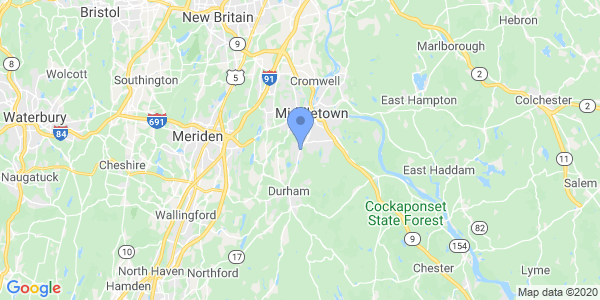 Bristol
New Britain
Hebron
9
Marlborough
8
Wolcott
5
91
2
Southington
Cromwell
2
East Hampton
Colchester
Waterbury
691
Middletown
84
Meriden
Cheshire
11
East Haddam
Naugatuck
Salem
Durham
Wallingford
Cockaponset
State Forest
82
9
154
10
17
North Haven
Northford
Chester
Lyme
Hamden
Google
Map data ©2020